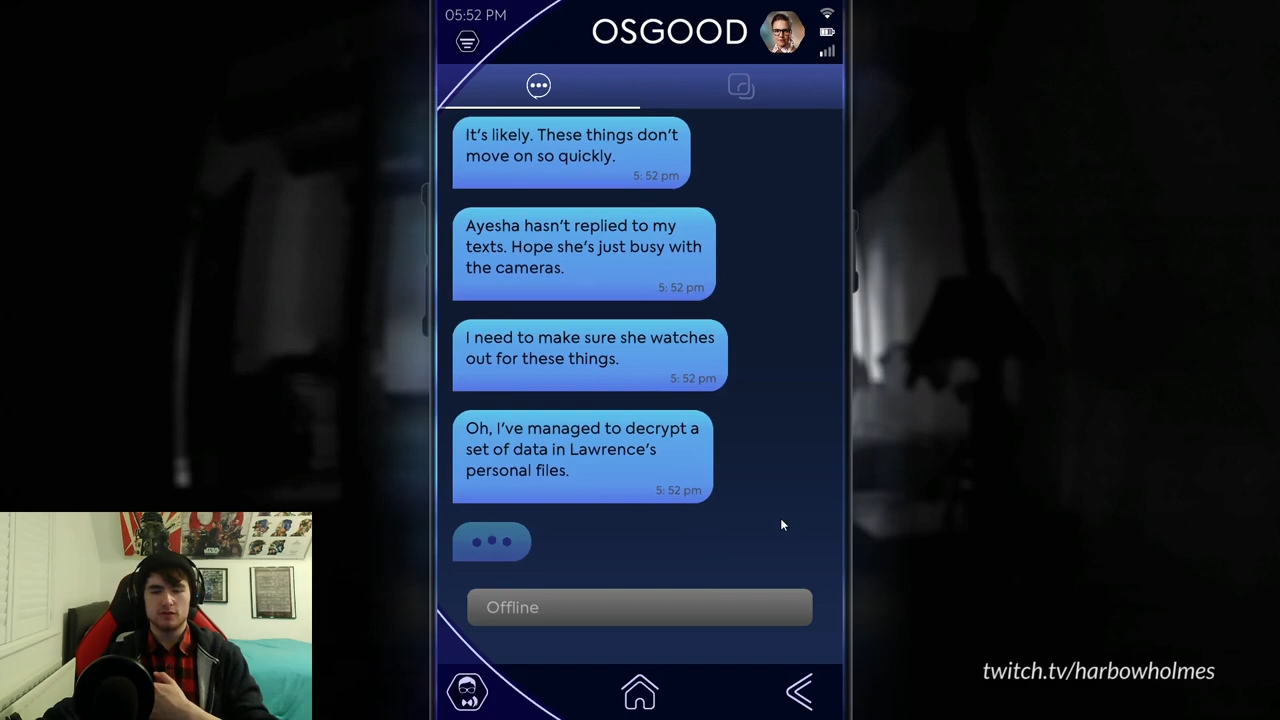 05:52 PM
OSGOOD
It's likely. These things don't
move on so quickly.
5: 52 pm
Ayesha hasn't replied to my
texts. Hope she's just busy with
the cameras.
5: 52 pm
I need to make sure she watches
out for these things.
5: 52 pm
Oh, I've managed to decrypt a
set of data in Lawrence's
personal files.
5: 52 pm
Offline
twitch.tv/harbowholmes